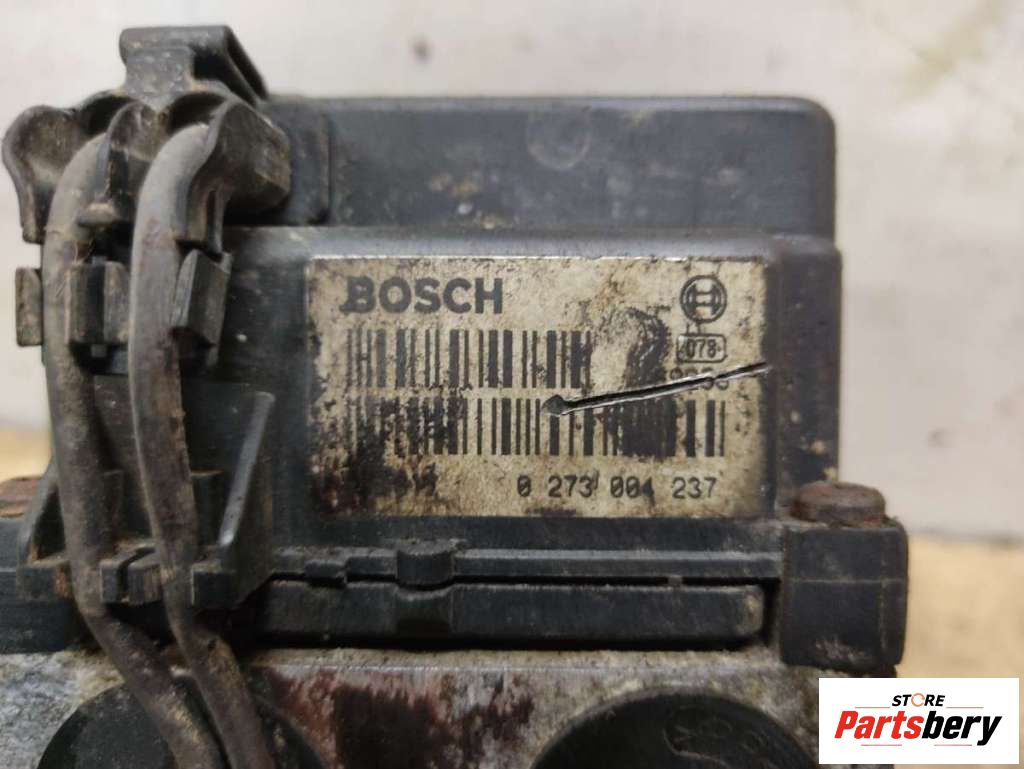 BOSCH
078
0 273 004 237
STORE
Partsbery